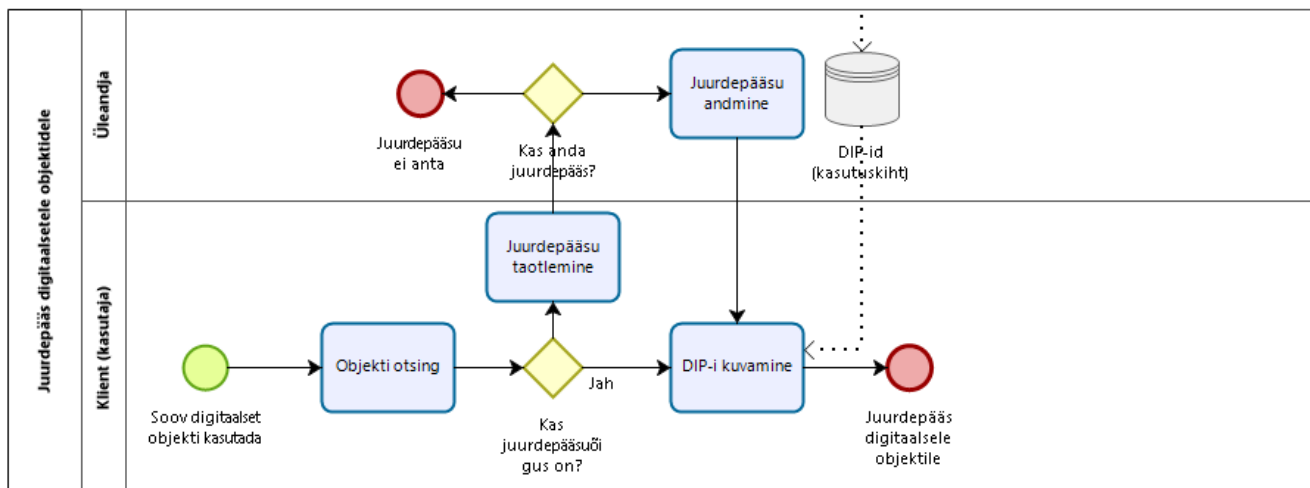 Juurdepääs digitaalsetele objektidele
Üleandja
Juurdepääsu
ei anta
Kas anda
juurdepääs?
Juurdepääsu
andmine
DIP-id
(kasutuskiht)
Klient (kasutaja)
Juurdepääsu
taotlemine
Soov digitaalset
objekti kasutada
Objekti otsing
Kas
juurdepääsuõi
gus on?
Jah
DIP-i kuvamine
Juurdepääs
digitaalsele
objektile